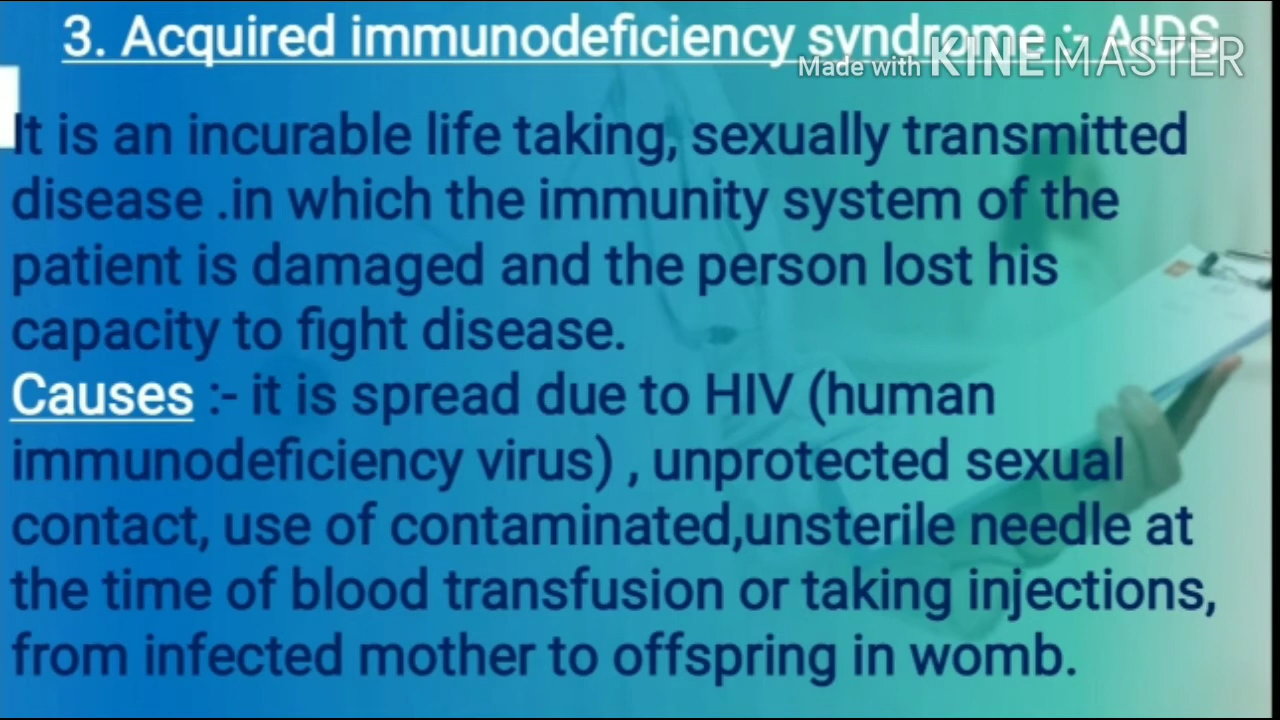 3. Acquired immunodeficiency syndrome :- AIDS
Made with KINEMASTER
It is an incurable life taking, sexually transmitted
disease .in which the immunity system of the
patient is damaged and the person lost his
capacity to fight disease.
Causes :- it is spread due to HIV (human
immunodeficiency virus) , unprotected sexual
contact, use of contaminated,unsterile needle at
the time of blood transfusion or taking injections,
from infected mother to offspring in womb.